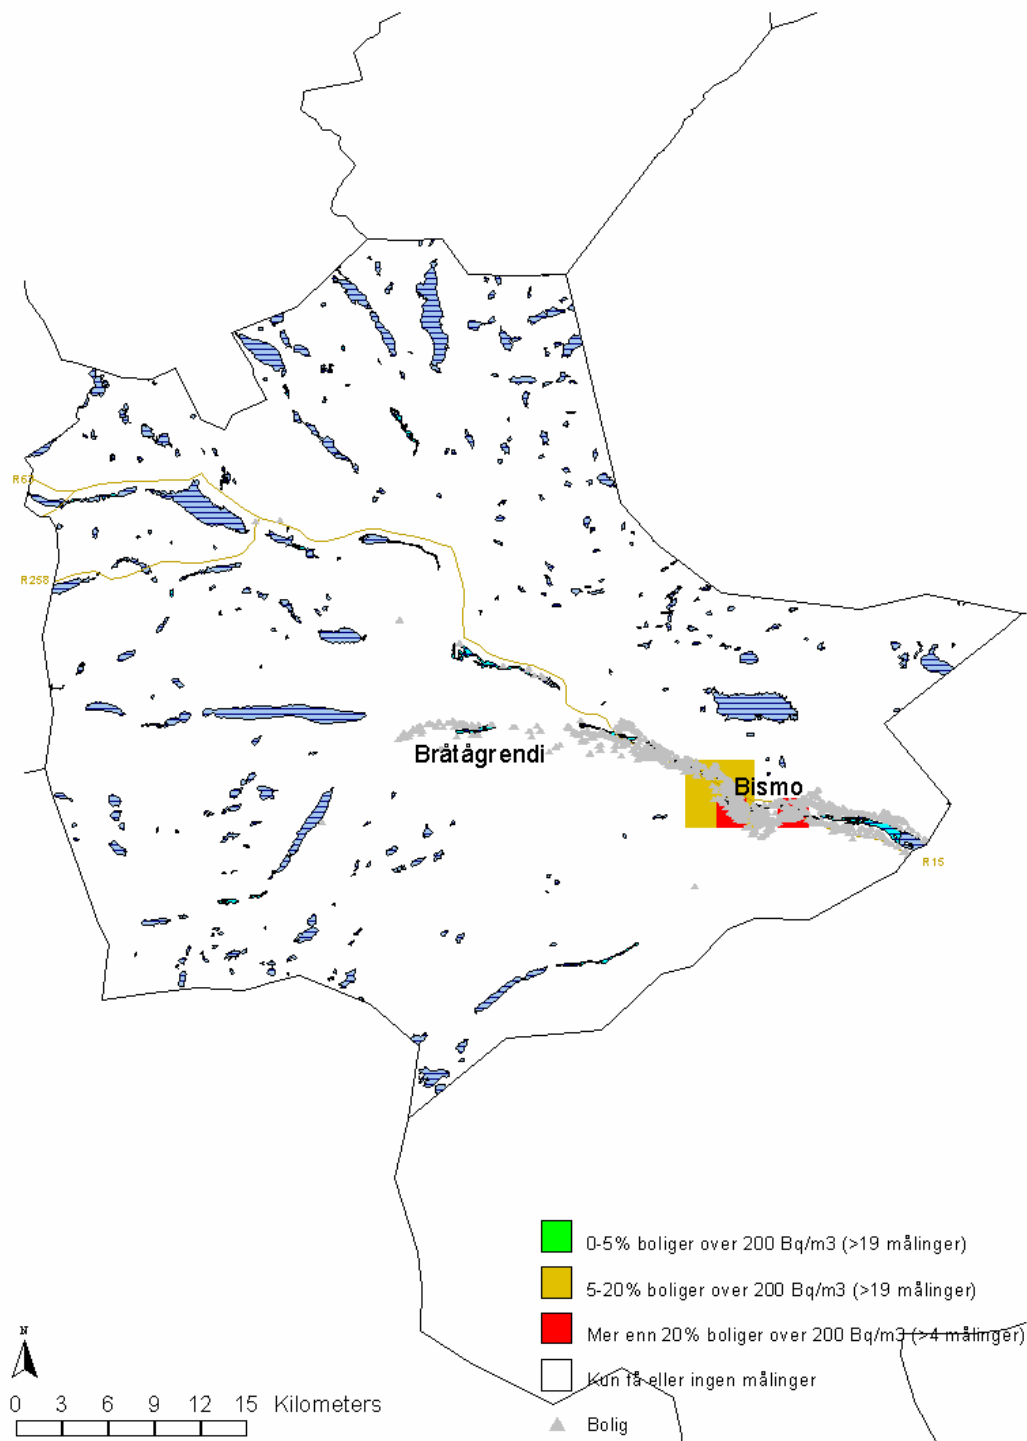 R63
R258
Bråtågrendi
Bismo
R15
0-5% boliger over 200 Bq/m3 (>19 målinger)
5-20% boliger over 200 Bq/m3 (>19 målinger)
Mer enn 20% boliger over 200 Bq/m3 (>4 målinger)
Kun få eller ingen målinger
Bolig
N
0 3 6 9 12 15 Kilometers